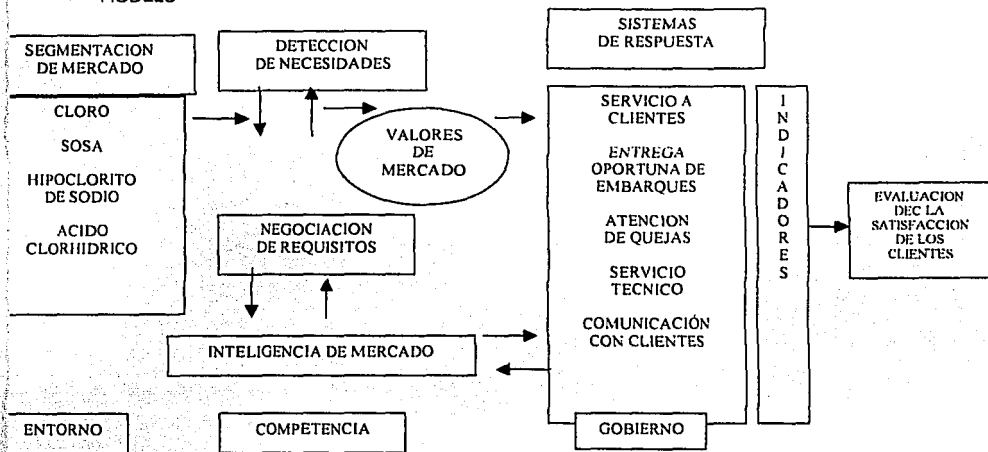 MODELO
SISTEMAS
DE RESPUESTA
SEGMENTACION
DE MERCADO
DETECCION
DE NECESIDADES
CLORO
SOSA
HIPOCLORITO
DE SODIO
ACIDO
CLORHIDRICO
VALORES
DE
MERCADO
NEGOCIACION
DE REQUISITOS
INTELIGENCIA DE MERCADO
SERVICIO A
CLIENTES
ENTREGA
OPORTUNA DE
EMBARQUES
ATENCION
DE QUEJAS
SERVICIO
TECNICO
COMUNICACIÓN
CON CLIENTES
INDICADORES
EVALUACION
DEC LA
SATISFACCION
DE LOS
CLIENTES
ENTORNO
COMPETENCIA
GOBIERNO